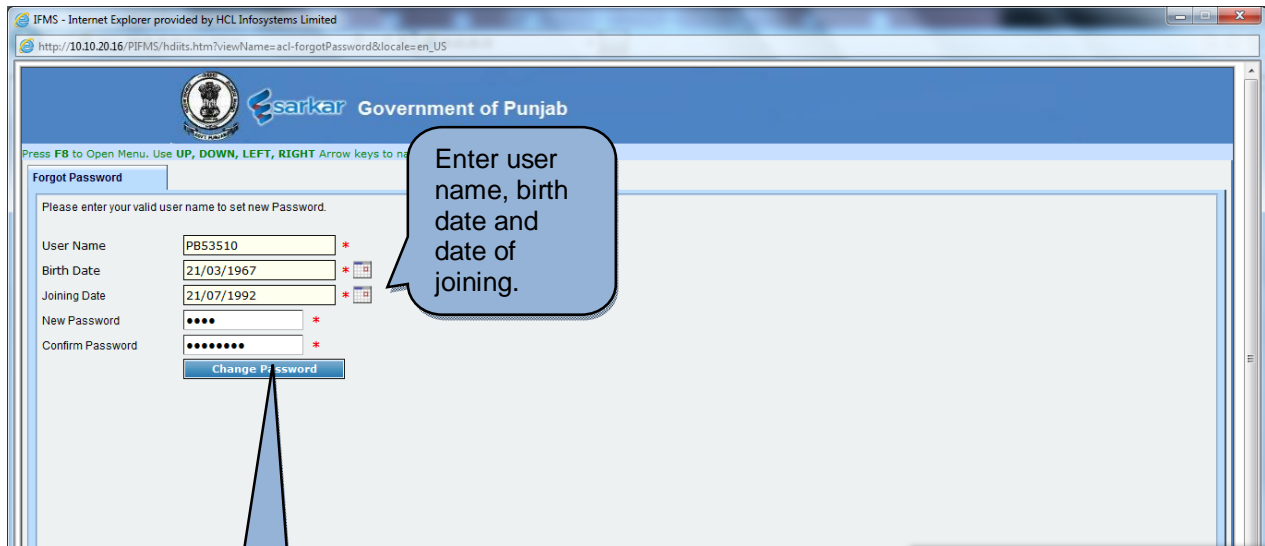 IFMS - Internet Explorer provided by HCL Infosystems Limited
http://10.10.20.16/PIFMS/hdiits.htm?viewName=acl-forgotPassword&locale=en_US
esarkar Government of Punjab
Press F8 to Open Menu. Use UP, DOWN, LEFT, RIGHT Arrow keys to
Forgot Password
Please enter your valid user name to set new Password.
User Name PB53510 *
Birth Date 21/03/1967 *
Joining Date 21/07/1992 *
New Password •••• *
Confirm Password •••••••• *
Change Password
Enter user
name, birth
date and
date of
joining.